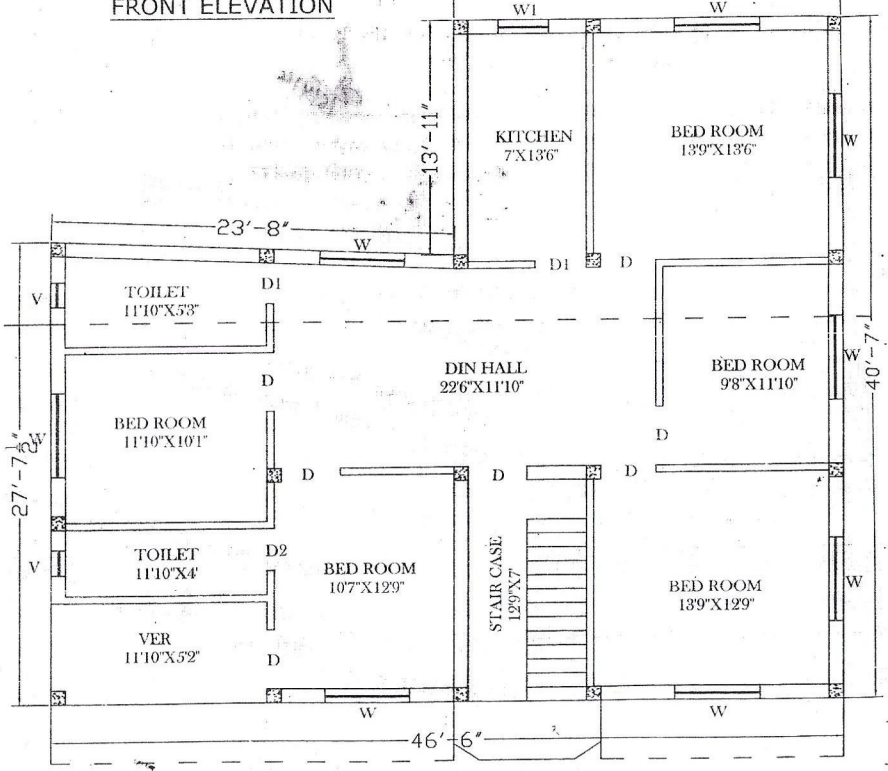 FRONT ELEVATION
W1
W
13'-11"
KITCHEN
7'X13'6"
BED ROOM
13'9"X13'6"
W
23'-8"
W
D1
D
TOILET
11'10"X5'3"
D1
V
DIN HALL
22'6"X11'10"
BED ROOM
9'8"X11'10"
W
40'-7"
D
BED ROOM
11'10"X10'1"
W
27'-7½"
D
D
D
D
TOILET
11'10"X4'
D2
V
BED ROOM
10'7"X12'9"
STAIR CASE
12'9"X7'
BED ROOM
13'9"X12'9"
W
VER
11'10"X5'2"
D
W
W
46'-6"